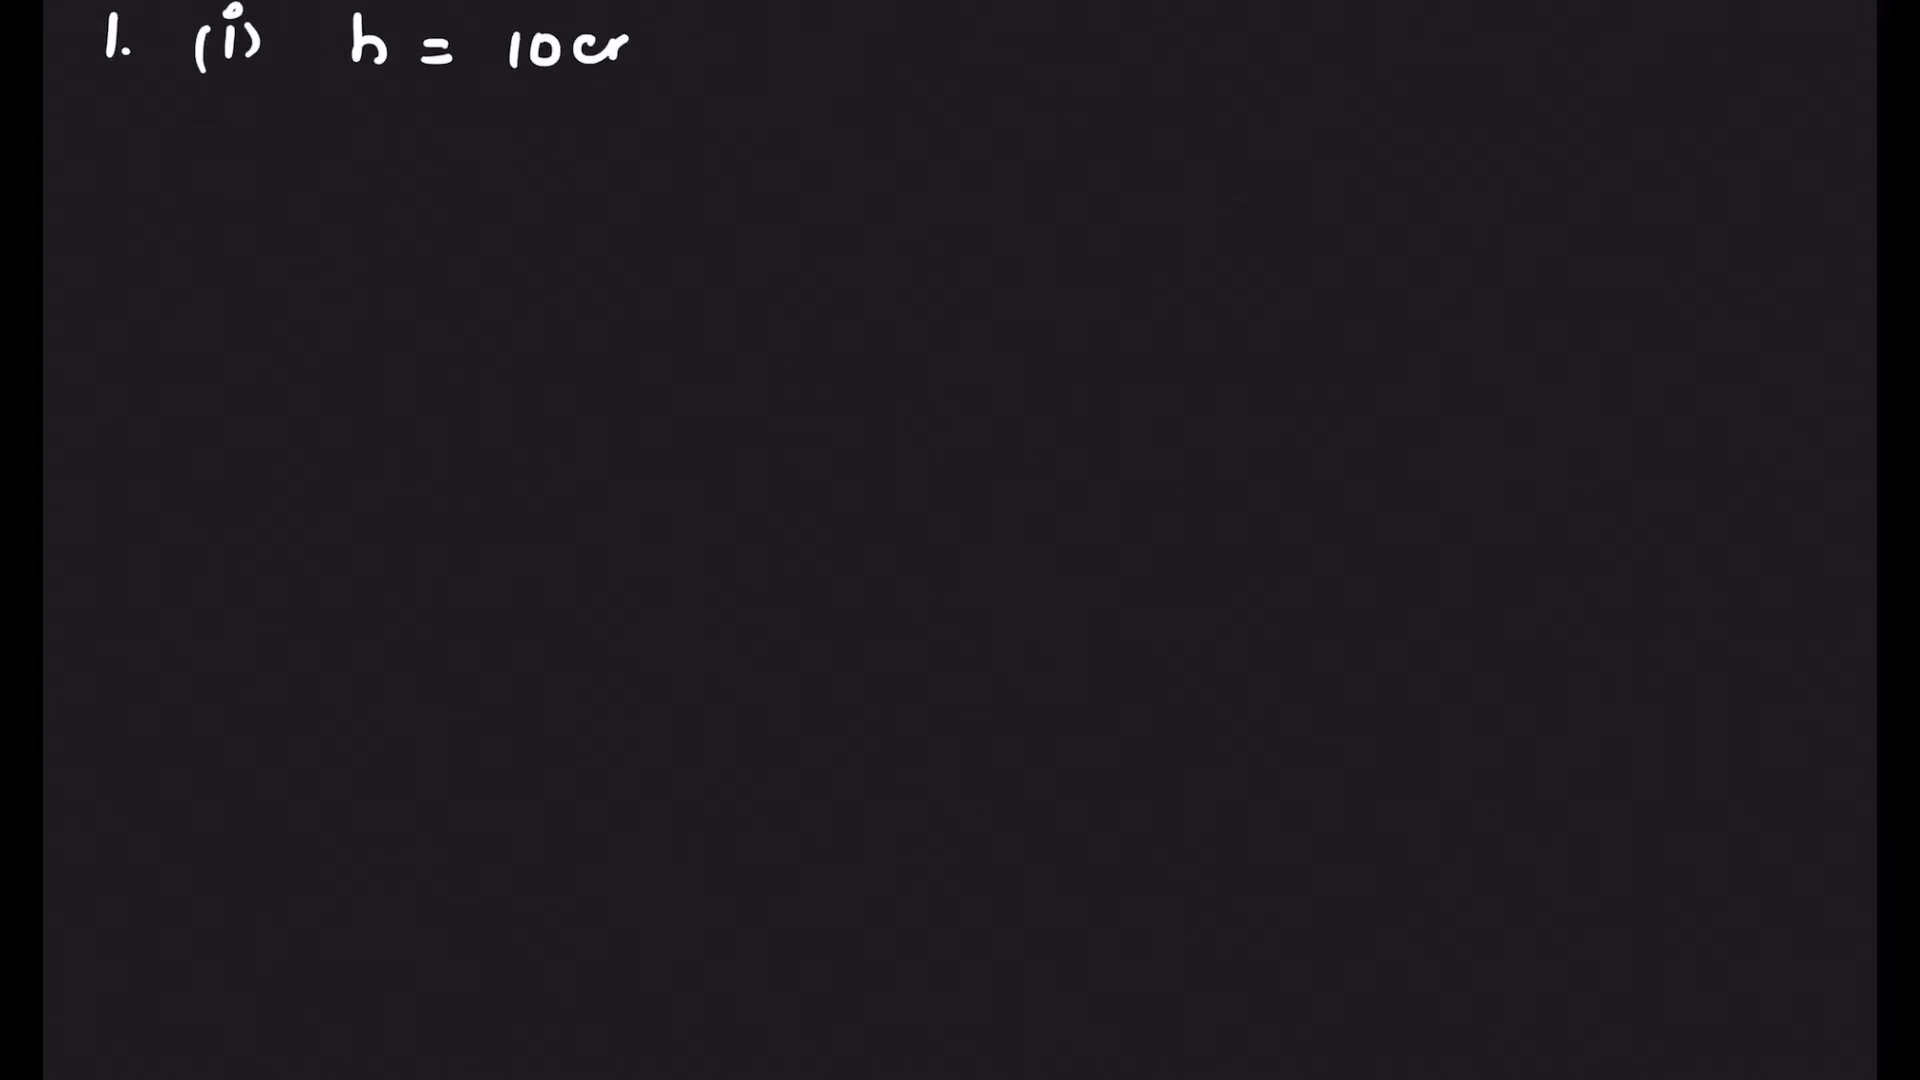 1. (i) h = 10cr